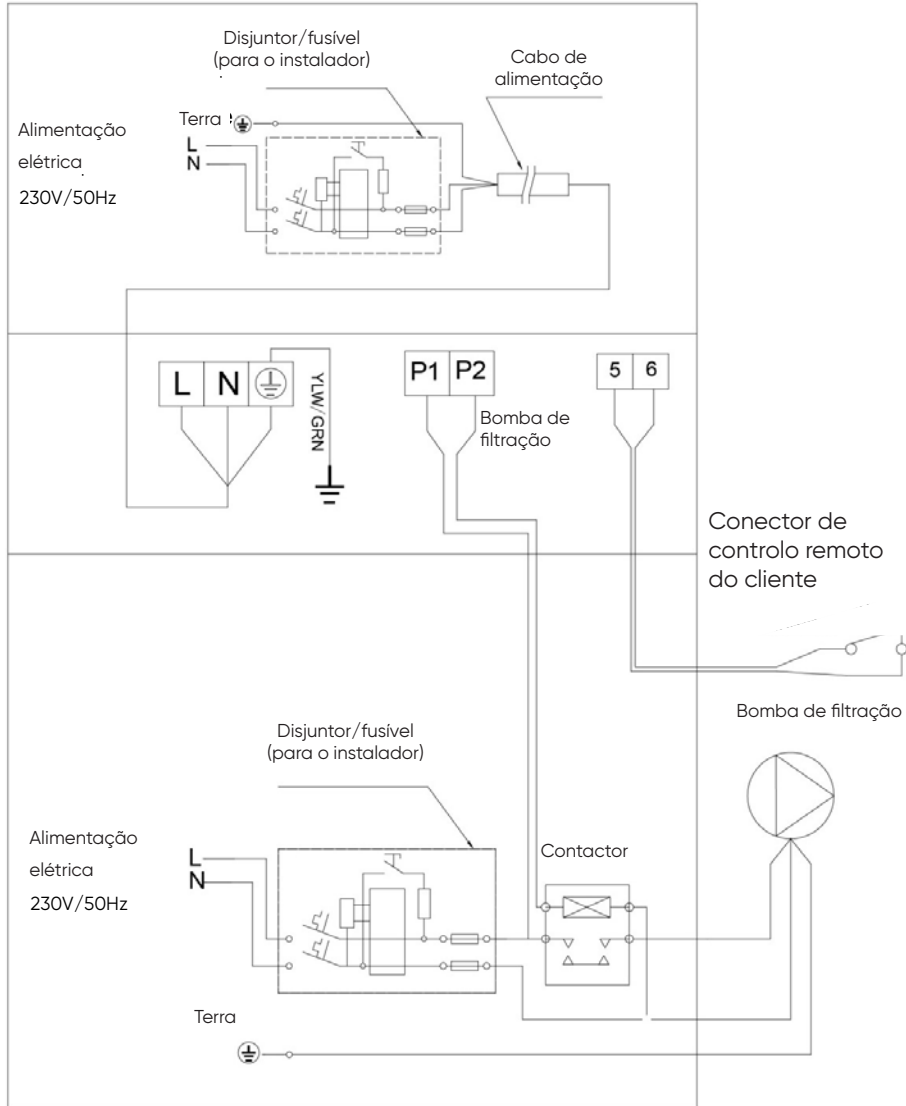 Disjuntor/fusível
(para o instalador)
Cabo de
alimentação
Terra
Alimentação
elétrica
230V/50Hz
L
N
L N
YLW/GRN
P1 P2
5 6
Bomba de
filtração
Conector de
controlo remoto
do cliente
Bomba de filtração
Disjuntor/fusível
(para o instalador)
Contactor
Alimentação
elétrica
230V/50Hz
L
N
Terra